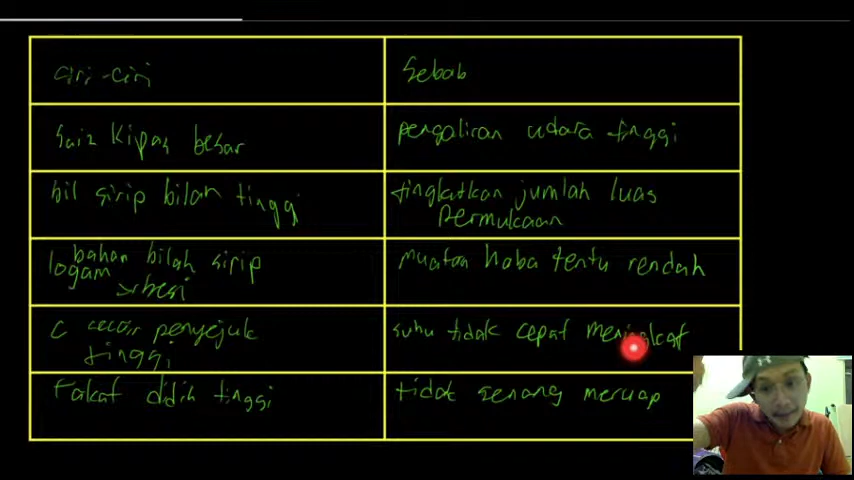 ciri-ciri
Sebab
Saiz kipas besar
pengaliran udara tinggi
bil sirip bilah tinggi
tingkatkan jumlah luas
permukaan
bahan bilah sirip
logam
besi
muatan haba tentu rendah
c cecair penyejuk
tinggi
suhu tidak cepat meningkat
Takat didih tinggi
tidak senang meruap